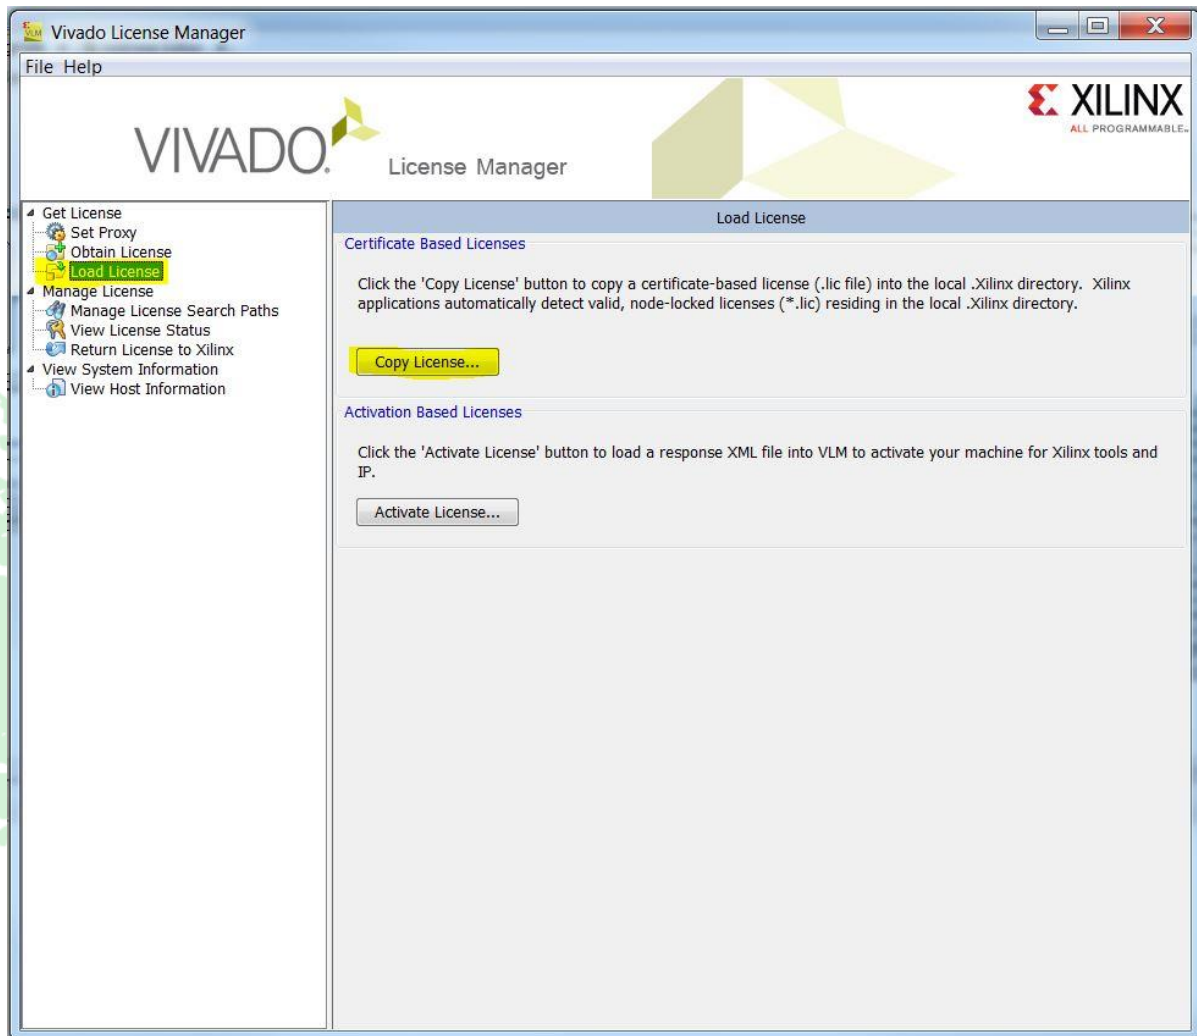 Vivado License Manager
File Help
VIVADO.
License Manager
XILINX
ALL PROGRAMMABLE
Get License
Set Proxy
Obtain License
Load License
Manage License
Manage License Search Paths
View License Status
Return License to Xilinx
View System Information
View Host Information
Load License
Certificate Based Licenses
Click the 'Copy License' button to copy a certificate-based license (.lic file) into the local .Xilinx directory. Xilinx
applications automatically detect valid, node-locked licenses (*.lic) residing in the local .Xilinx directory.
Copy License...
Activation Based Licenses
Click the 'Activate License' button to load a response XML file into VLM to activate your machine for Xilinx tools and
IP.
Activate License...